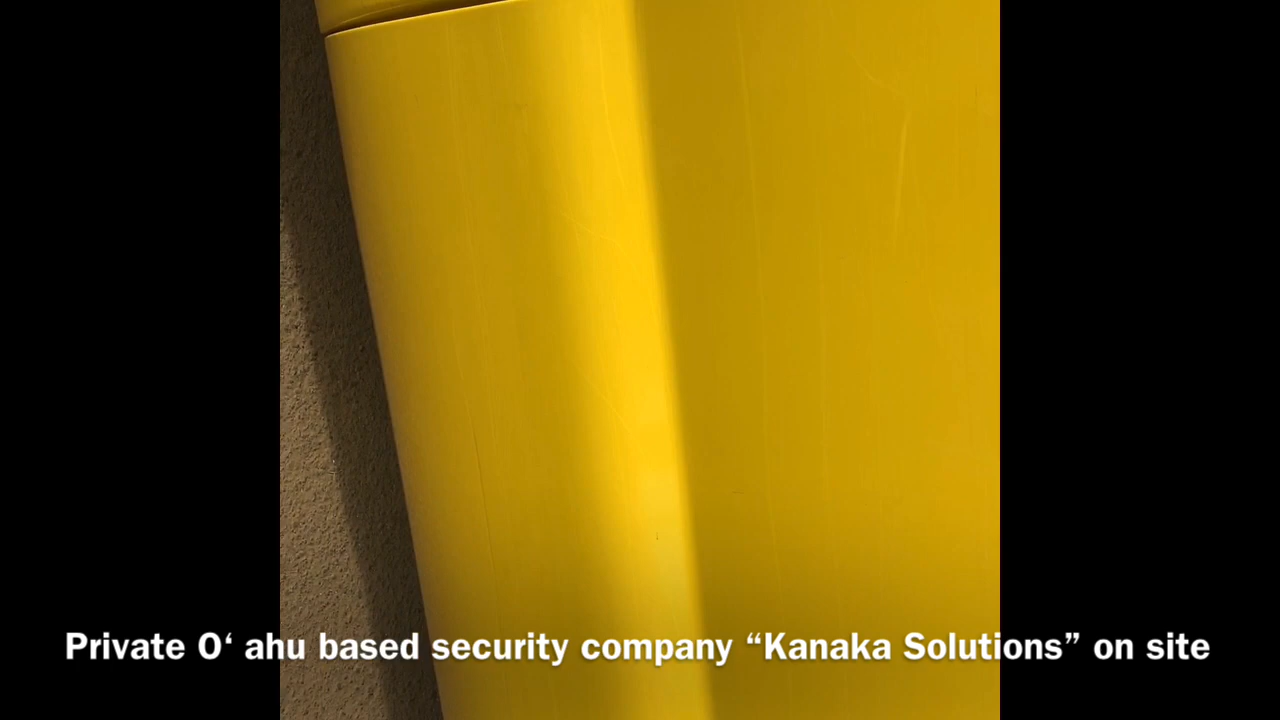 Private O‘ ahu based security company “Kanaka Solutions” on site